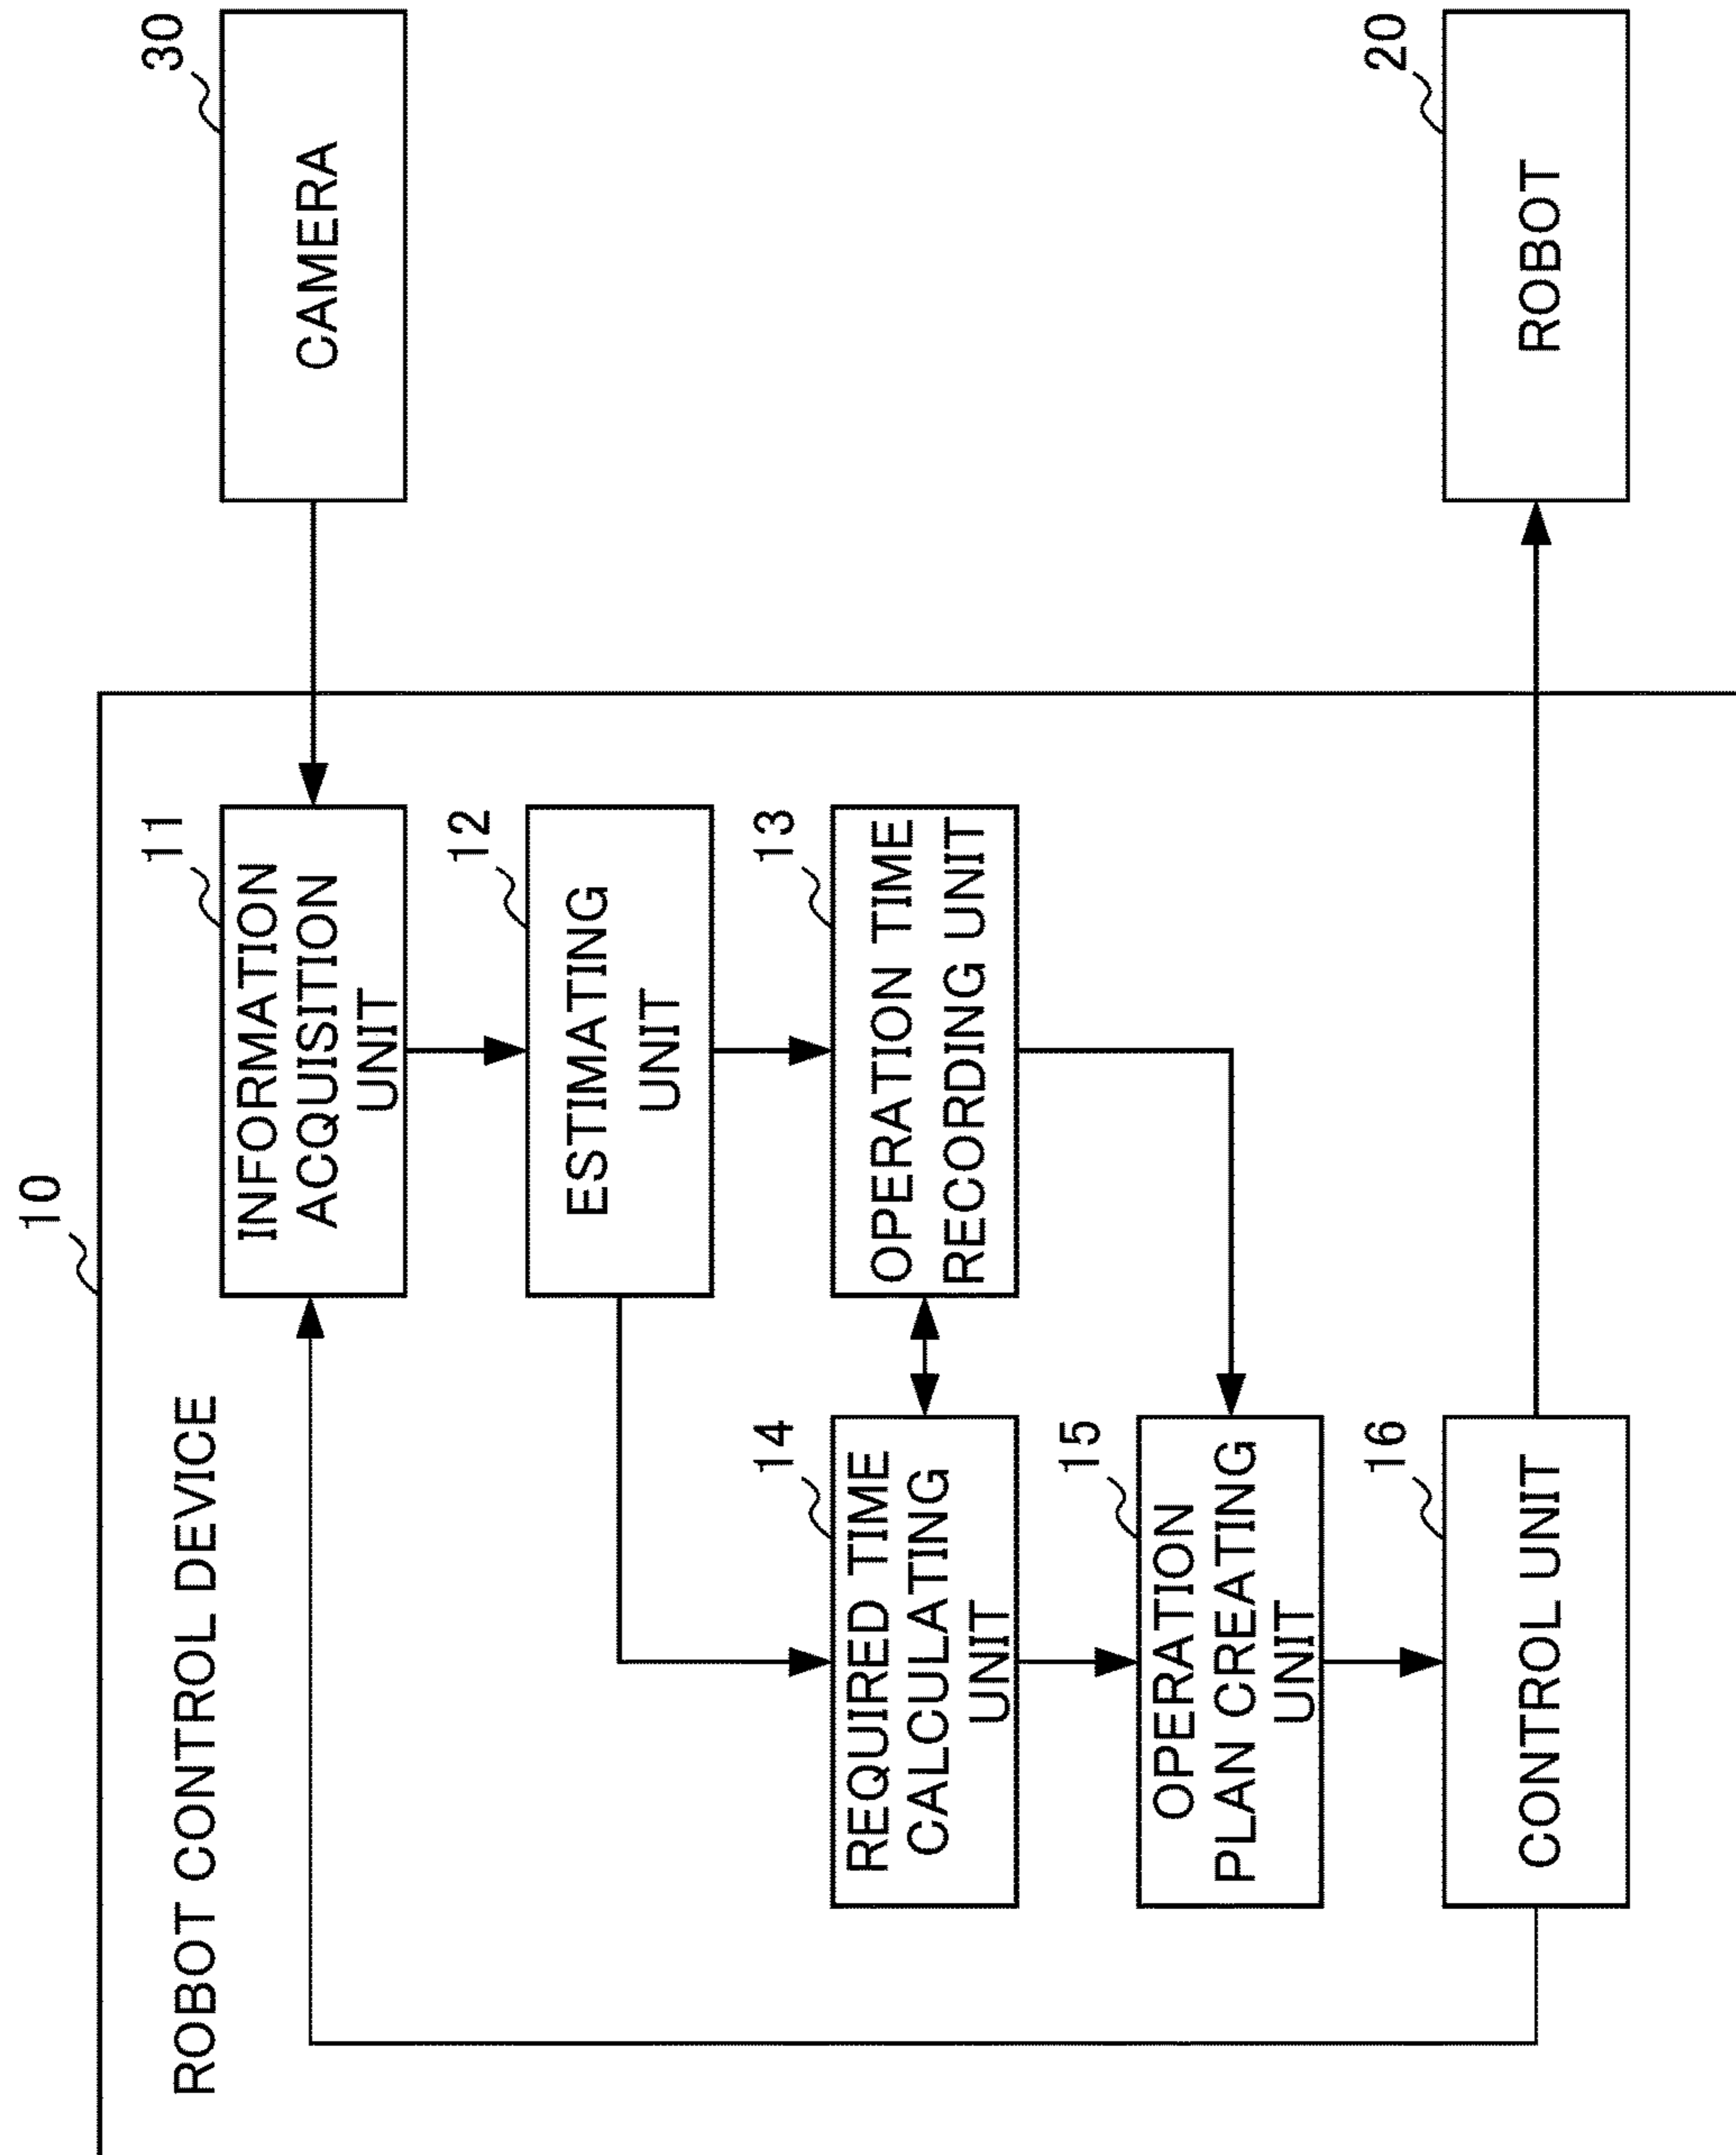 10
ROBOT CONTROL DEVICE
11
INFORMATION
ACQUISITION
UNIT
30
CAMERA
12
ESTIMATING
UNIT
14
REQUIRED TIME
CALCULATING
UNIT
13
OPERATION TIME
RECORDING UNIT
15
OPERATION
PLAN CREATING
UNIT
16
CONTROL UNIT
20
ROBOT